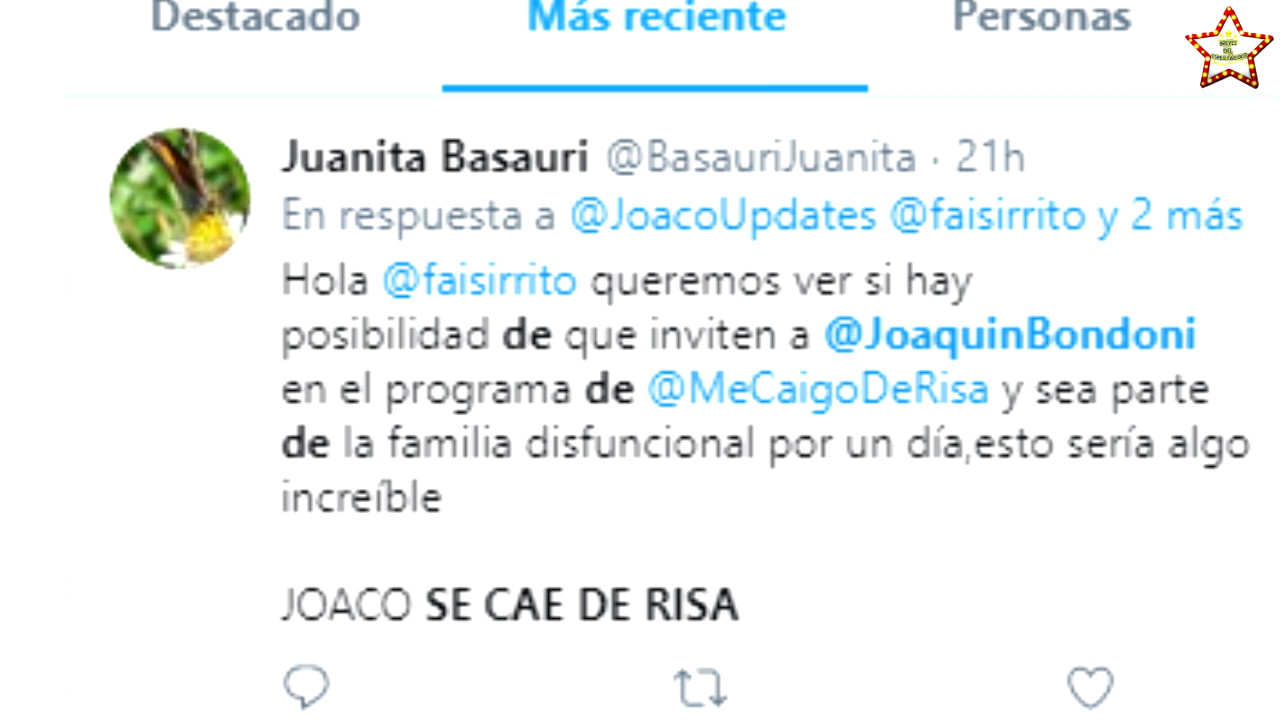 Destacado Más reciente Personas
Juanita Basauri @BasauriJuanita · 21h
En respuesta a @JoacoUpdates @faisirrito y 2 más
Hola @faisirrito queremos ver si hay
posibilidad de que inviten a @JoaquinBondoni
en el programa de @MeCaigoDeRisa y sea parte
de la familia disfuncional por un día,esto sería algo
increíble
JOACO SE CAE DE RISA